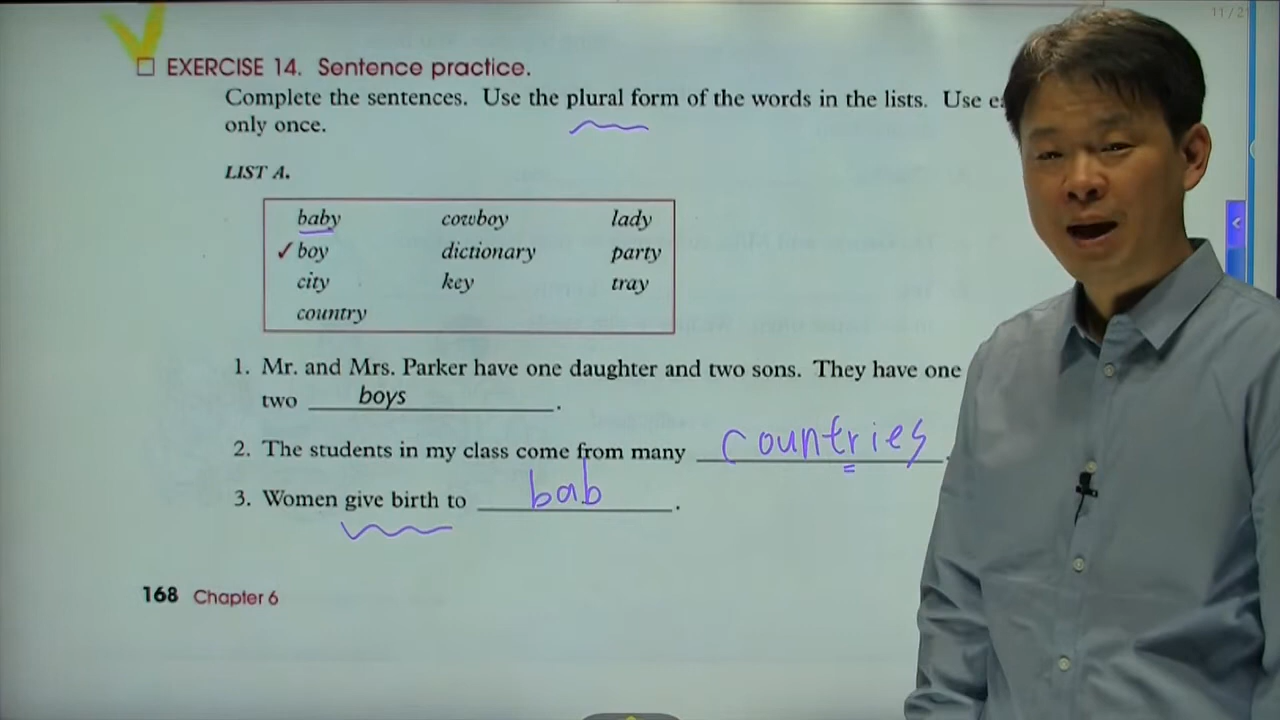 11 / 21
EXERCISE 14. Sentence practice.
Complete the sentences. Use the plural form of the words in the lists. Use
only once.
LIST A.
baby cowboy lady
✓ boy dictionary party
city key tray
country
1. Mr. and Mrs. Parker have one daughter and two sons. They have one
two boys .
2. The students in my class come from many countries .
3. Women give birth to bab .
168 Chapter 6